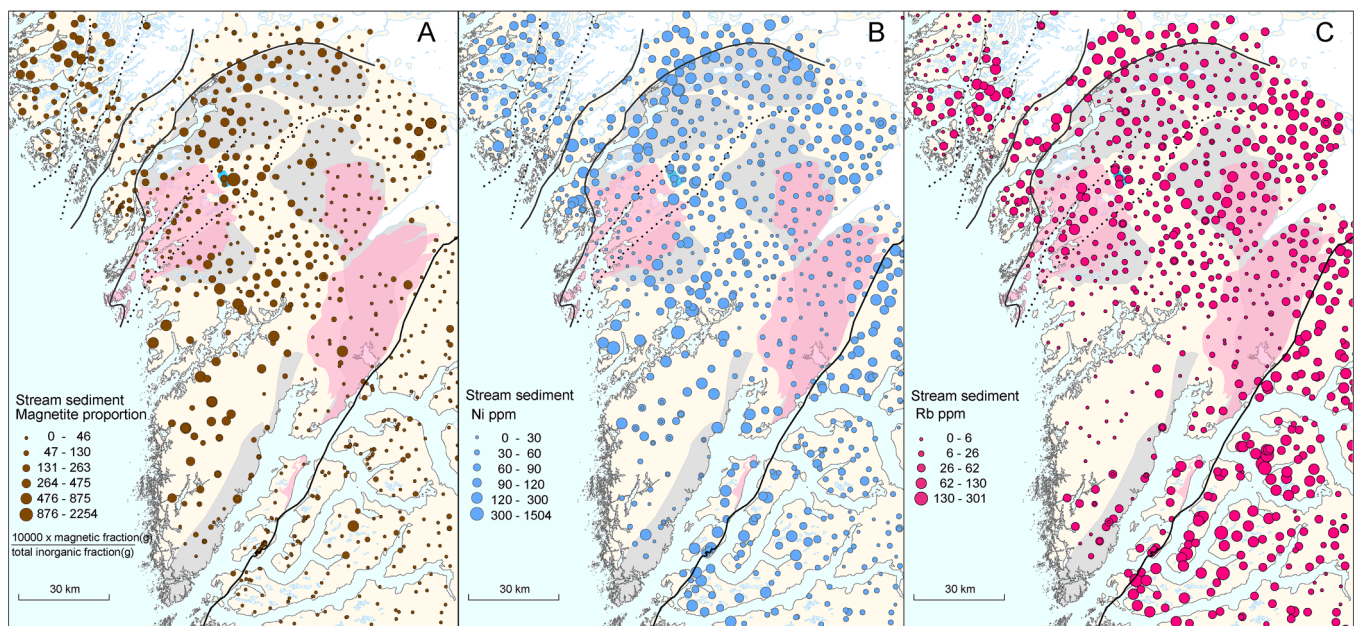 A
Stream sediment
Magnetite proportion
0 - 46
47 - 130
131 - 263
264 - 475
476 - 875
876 - 2254
10000 x magnetic fraction(g)
total inorganic fraction(g)
30 km
B
Stream sediment
Ni ppm
0 - 30
30 - 60
60 - 90
90 - 120
120 - 300
300 - 1504
30 km
C
Stream sediment
Rb ppm
0 - 6
6 - 26
26 - 62
62 - 130
130 - 301
30 km